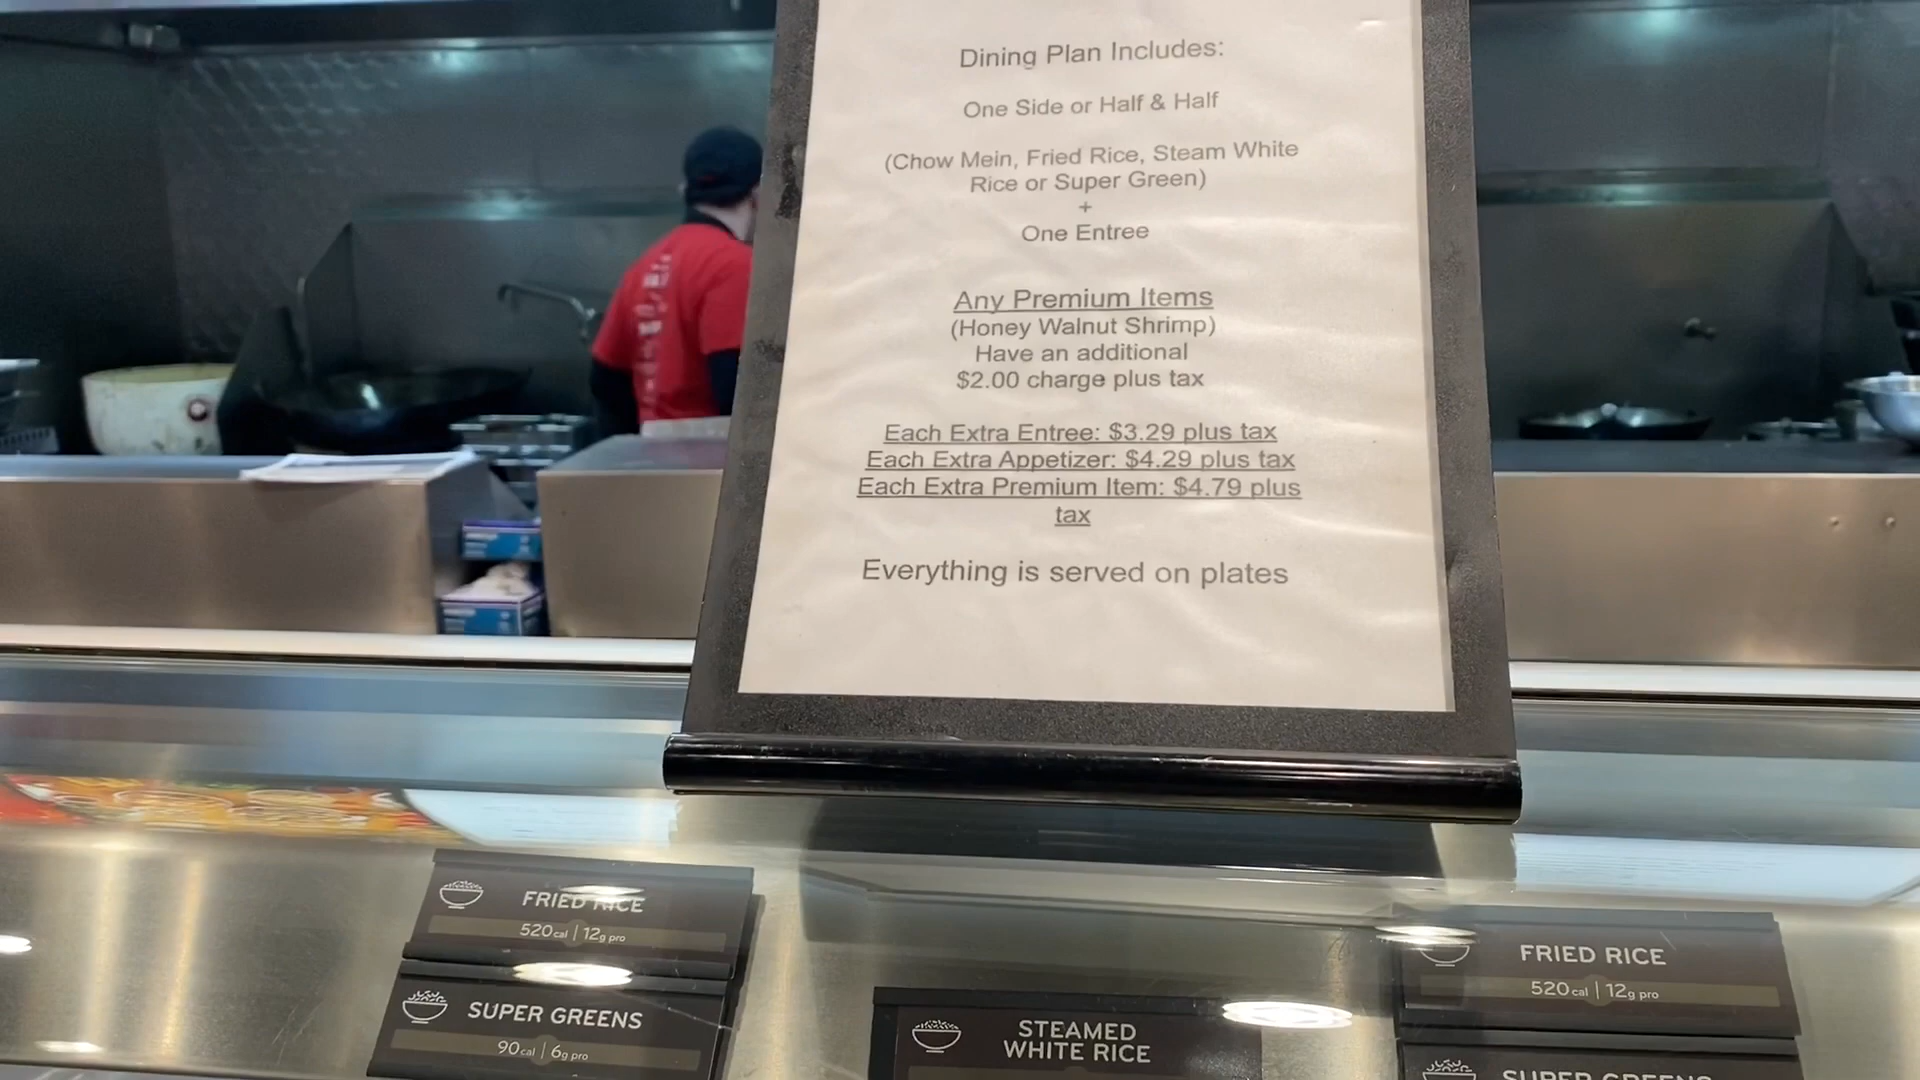 Dining Plan Includes:
One Side or Half & Half
(Chow Mein, Fried Rice, Steam White
Rice or Super Green)
+
One Entree
Any Premium Items
(Honey Walnut Shrimp)
Have an additional
$2.00 charge plus tax
Each Extra Entree: $3.29 plus tax
Each Extra Appetizer: $4.29 plus tax
Each Extra Premium Item: $4.79 plus
tax
Everything is served on plates
FRIED RICE
520cal | 12g pro
SUPER GREENS
90cal | 6g pro
STEAMED
WHITE RICE
FRIED RICE
520cal | 12g pro
SUPER GREENS